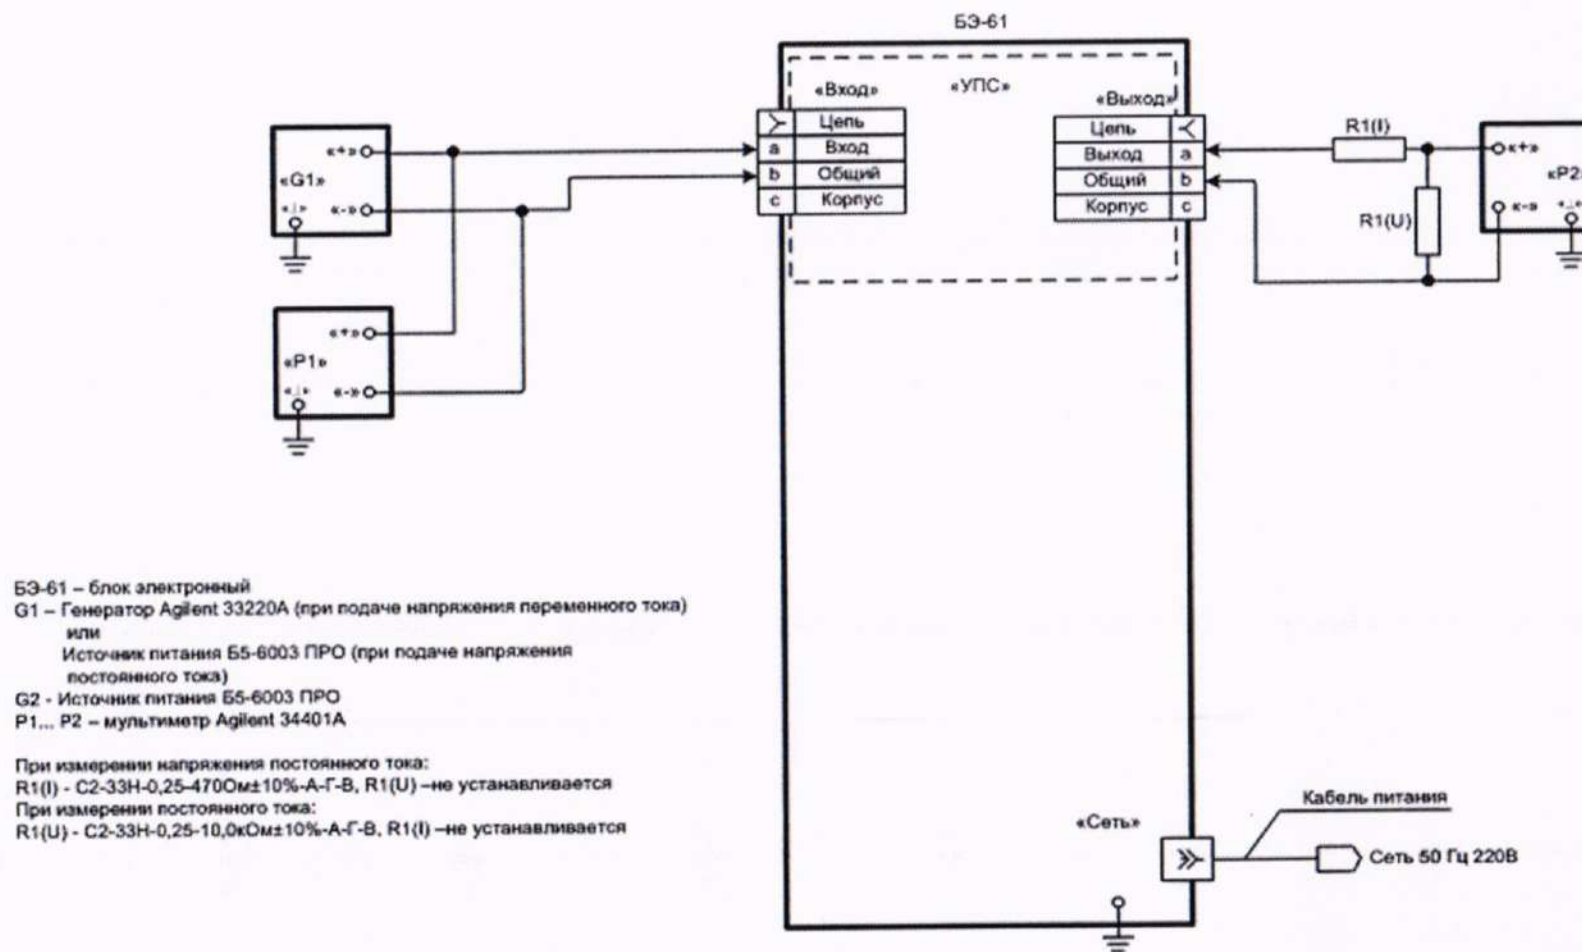 БЭ-61
«Вход»
«УПС»
«Выход»
Цепь
a Вход
b Общий
c Корпус
Цепь
Выход a
Общий b
Корпус c
«+»
«G1»
«⊥»
«-»
«+»
«P1»
«⊥»
«-»
R1(I)
R1(U)
«+»
«P2»
«-»
«⊥»
БЭ-61 – блок электронный
G1 – Генератор Agilent 33220A (при подаче напряжения переменного тока)
или
Источник питания Б5-6003 ПРО (при подаче напряжения
постоянного тока)
G2 - Источник питания Б5-6003 ПРО
P1... P2 – мультиметр Agilent 34401A
При измерении напряжения постоянного тока:
R1(I) - С2-33Н-0,25-470Ом±10%-А-Г-В, R1(U) –не устанавливается
При измерении постоянного тока:
R1(U) - С2-33Н-0,25-10,0кОм±10%-А-Г-В, R1(I) –не устанавливается
«Сеть»
Кабель питания
Сеть 50 Гц 220В